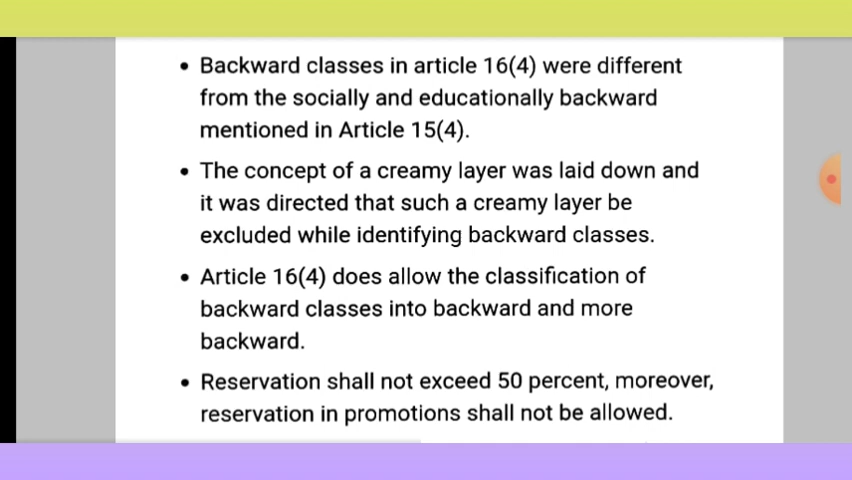 • Backward classes in article 16(4) were different
from the socially and educationally backward
mentioned in Article 15(4).
• The concept of a creamy layer was laid down and
it was directed that such a creamy layer be
excluded while identifying backward classes.
• Article 16(4) does allow the classification of
backward classes into backward and more
backward.
• Reservation shall not exceed 50 percent, moreover,
reservation in promotions shall not be allowed.